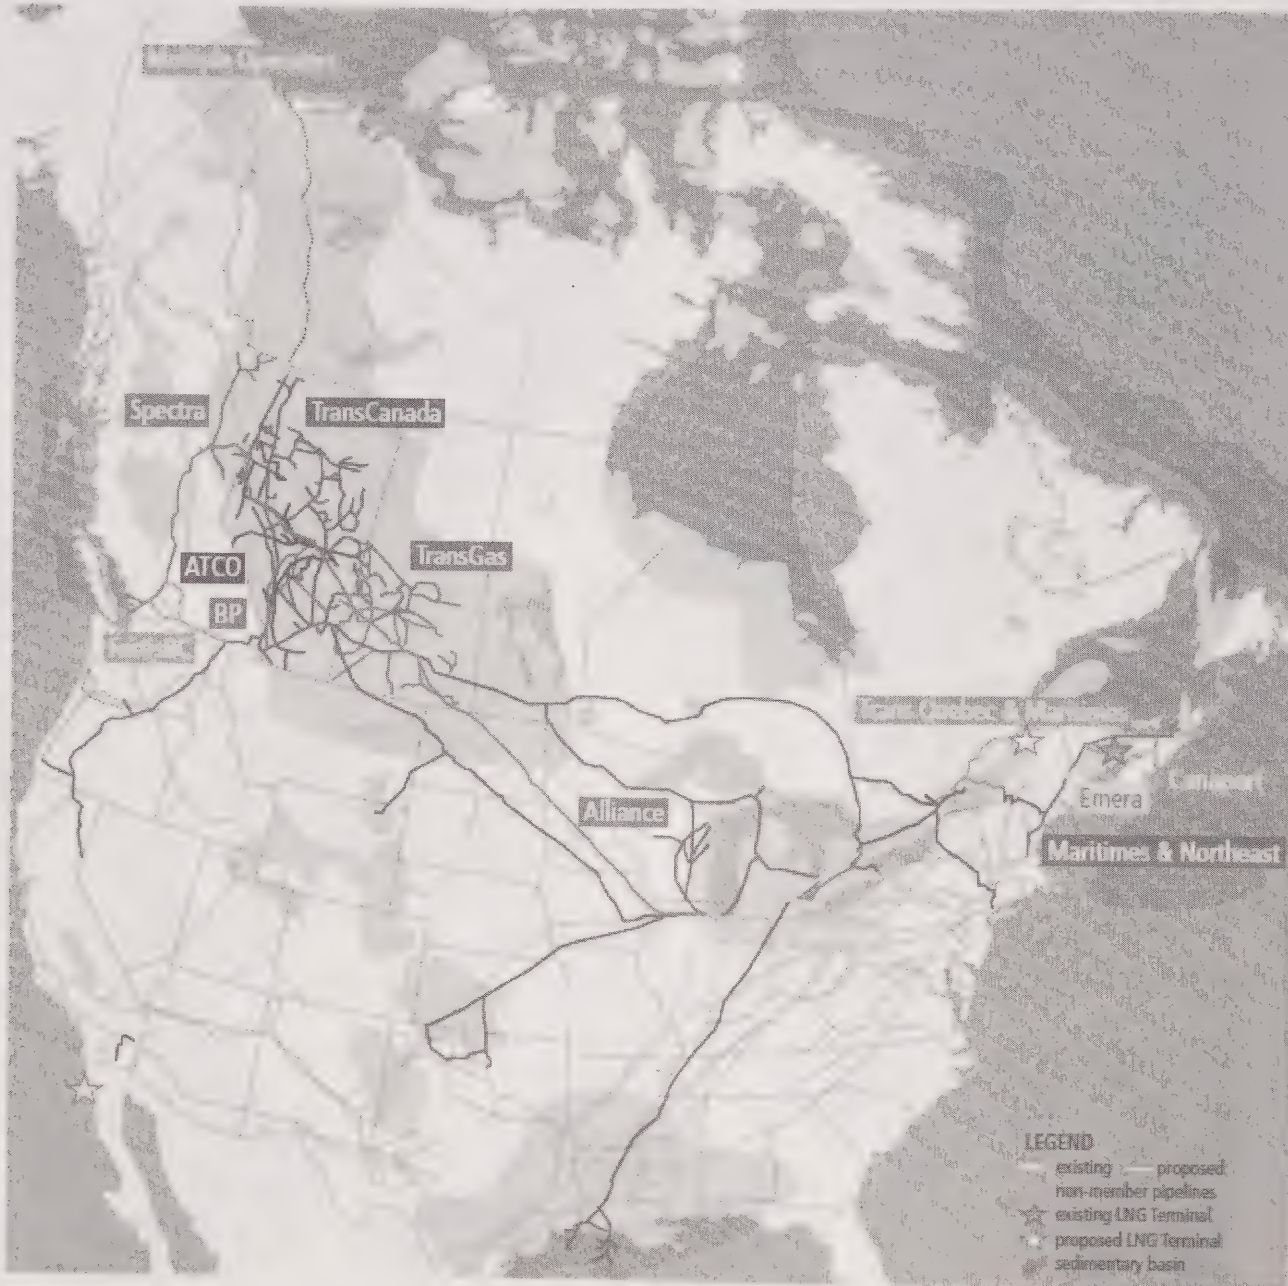 Spectra
TransCanada
TransGas
ATCO
BP
Alliance
Emera
Maritimes & Northeast
LEGEND
existing proposed
non-member pipelines
existing LNG Terminal
proposed LNG Terminal
sedimentary basin